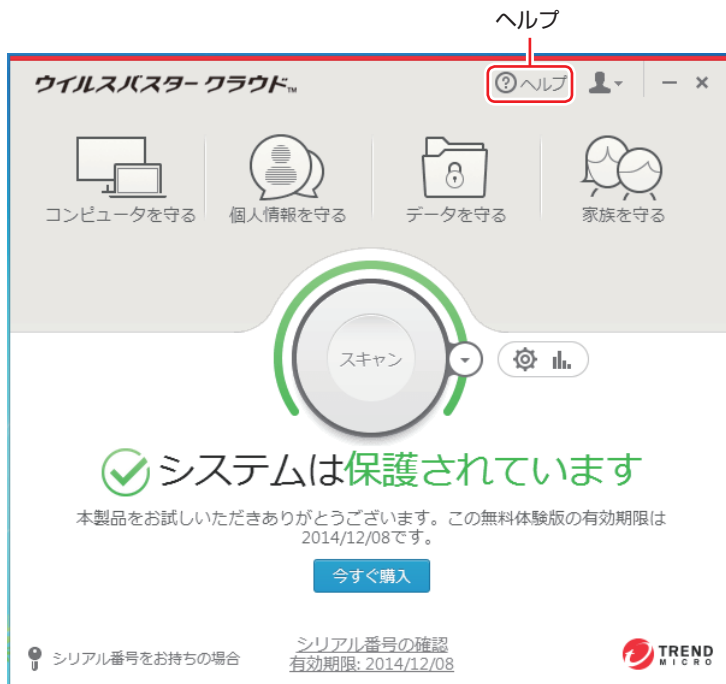 ヘルプ
ウイルスバスター クラウド™
ヘルプ
コンピュータを守る
個人情報を守る
データを守る
家族を守る
スキャン
システムは保護されています
本製品をお試しいただきありがとうございます。この無料体験版の有効期限は
2014/12/08です。
今すぐ購入
シリアル番号をお持ちの場合
シリアル番号の確認
有効期限: 2014/12/08
TREND
MICRO